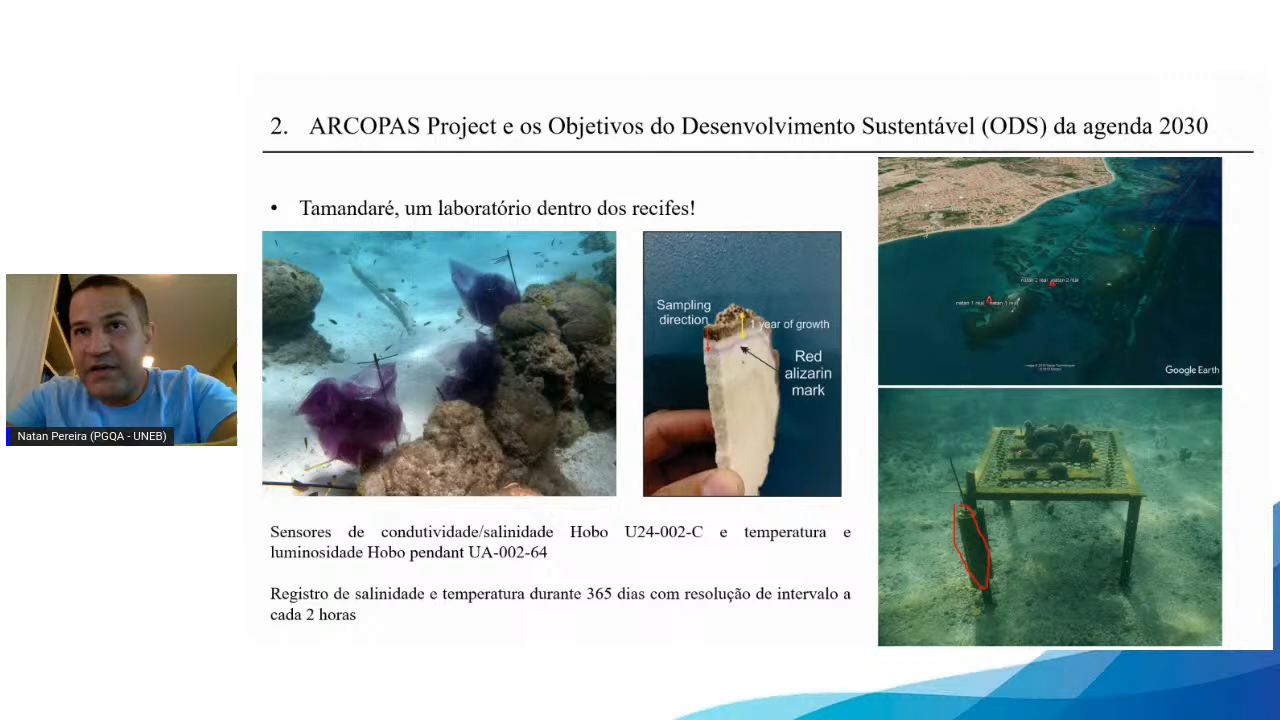 2. ARCOPAS Project e os Objetivos do Desenvolvimento Sustentável (ODS) da agenda 2030
• Tamandaré, um laboratório dentro dos recifes!
Sampling
direction
1 year of growth
Red
alizarin
mark
Google Earth
Natan Pereira (PGQA - UNEB)
Sensores de condutividade/salinidade Hobo U24-002-C e temperatura e
luminosidade Hobo pendant UA-002-64
Registro de salinidade e temperatura durante 365 dias com resolução de intervalo a
cada 2 horas